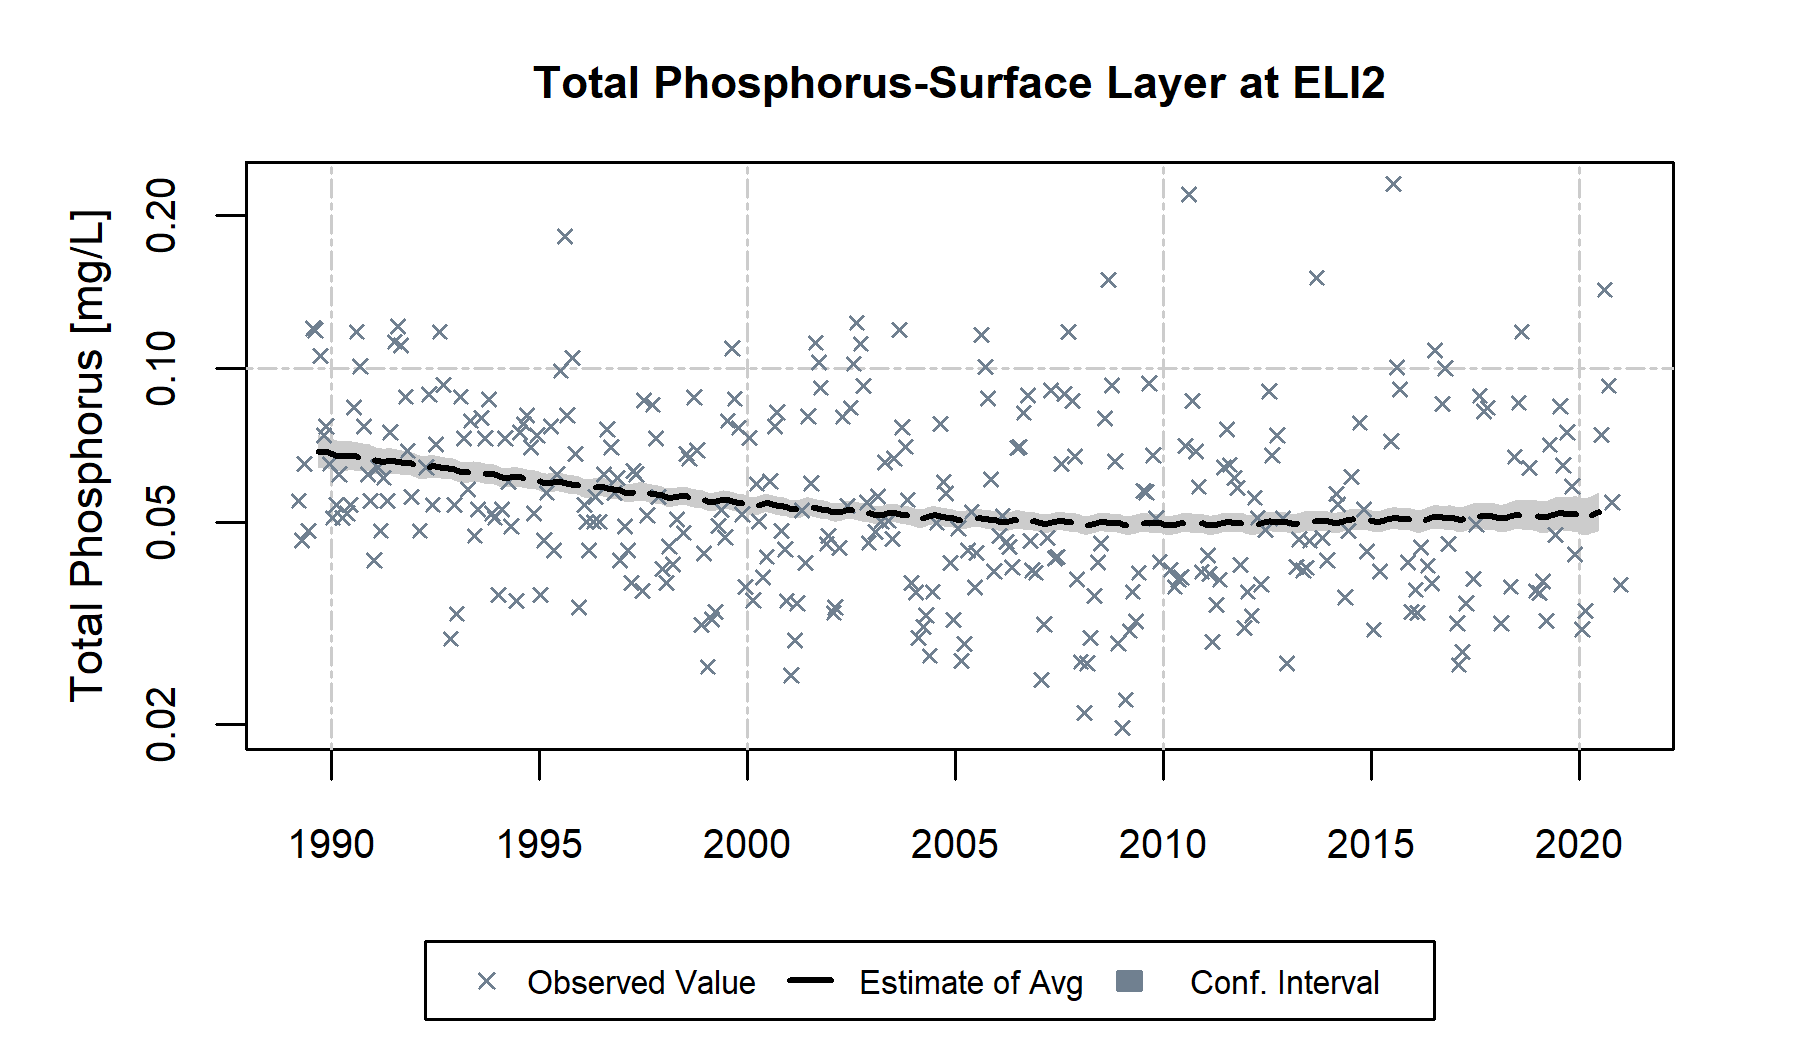 Total Phosphorus-Surface Layer at ELI2
Total Phosphorus [mg/L]
0.20
0.10
0.05
0.02
1990 1995 2000 2005 2010 2015 2020
Observed Value Estimate of Avg Conf. Interval